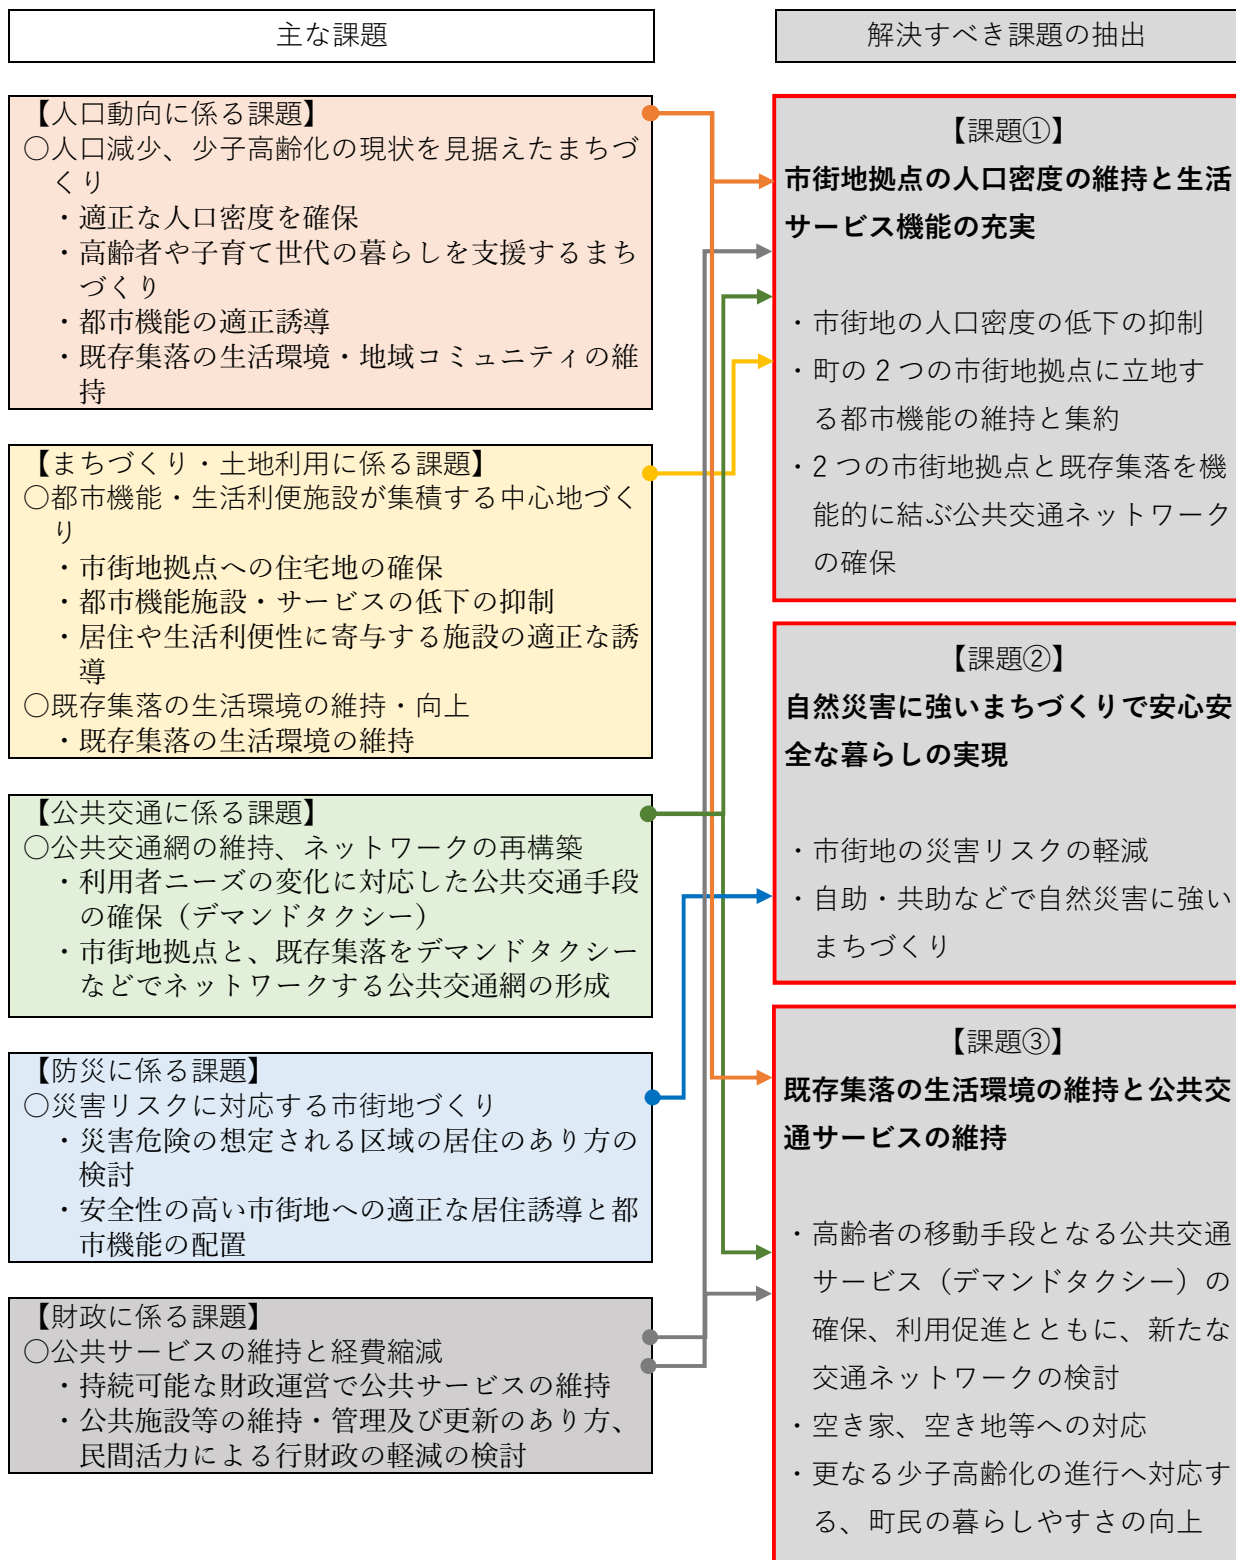 主な課題
【人口動向に係る課題】
○人口減少、少子高齢化の現状を見据えたまちづ
くり
・適正な人口密度を確保
・高齢者や子育て世代の暮らしを支援するまち
づくり
・都市機能の適正誘導
・既存集落の生活環境・地域コミュニティの維
持
【まちづくり・土地利用に係る課題】
○都市機能・生活利便施設が集積する中心地づく
り
・市街地拠点への住宅地の確保
・都市機能施設・サービスの低下の抑制
・居住や生活利便性に寄与する施設の適正な誘
導
○既存集落の生活環境の維持・向上
・既存集落の生活環境の維持
【公共交通に係る課題】
○公共交通網の維持、ネットワークの再構築
・利用者ニーズの変化に対応した公共交通手段
の確保（デマンドタクシー）
・市街地拠点と、既存集落をデマンドタクシー
などでネットワークする公共交通網の形成
【防災に係る課題】
○災害リスクに対応する市街地づくり
・災害危険の想定される区域の居住のあり方の
検討
・安全性の高い市街地への適正な居住誘導と都
市機能の配置
【財政に係る課題】
○公共サービスの維持と経費縮減
・持続可能な財政運営で公共サービスの維持
・公共施設等の維持・管理及び更新のあり方、
民間活力による行財政の軽減の検討
解決すべき課題の抽出
【課題①】
市街地拠点の人口密度の維持と生活
サービス機能の充実
・市街地の人口密度の低下の抑制
・町の２つの市街地拠点に立地す
る都市機能の維持と集約
・2 つの市街地拠点と既存集落を機
能的に結ぶ公共交通ネットワーク
の確保
【課題②】
自然災害に強いまちづくりで安心安
全な暮らしの実現
・市街地の災害リスクの軽減
・自助・共助などで自然災害に強い
まちづくり
【課題③】
既存集落の生活環境の維持と公共交
通サービスの維持
・高齢者の移動手段となる公共交通
サービス（デマンドタクシー）の
確保、利用促進とともに、新たな
交通ネットワークの検討
・空き家、空き地等への対応
・更なる少子高齢化の進行へ対応す
る、町民の暮らしやすさの向上